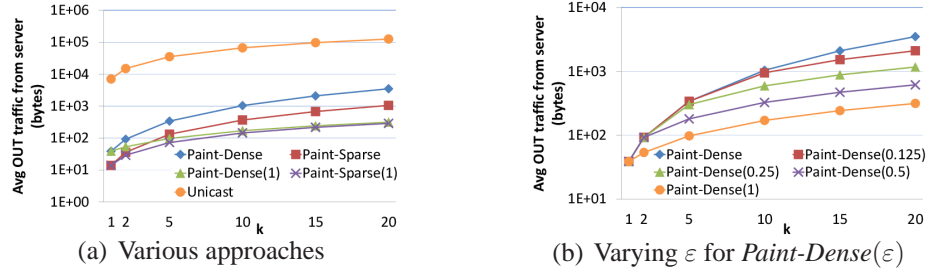 Avg OUT traffic from server
(bytes)
1E+06
1E+05
1E+04
1E+03
1E+02
1E+01
1E+00
Paint-Dense
Paint-Sparse
Paint-Dense(1)
Paint-Sparse(1)
Unicast
1 2 5 10 15 20
k
(a) Various approaches
Avg OUT traffic from server
(bytes)
1E+04
1E+03
1E+02
1E+01
Paint-Dense
Paint-Dense(0.125)
Paint-Dense(0.25)
Paint-Dense(0.5)
Paint-Dense(1)
1 2 5 10 15 20
k
(b) Varying ε for Paint-Dense(ε)